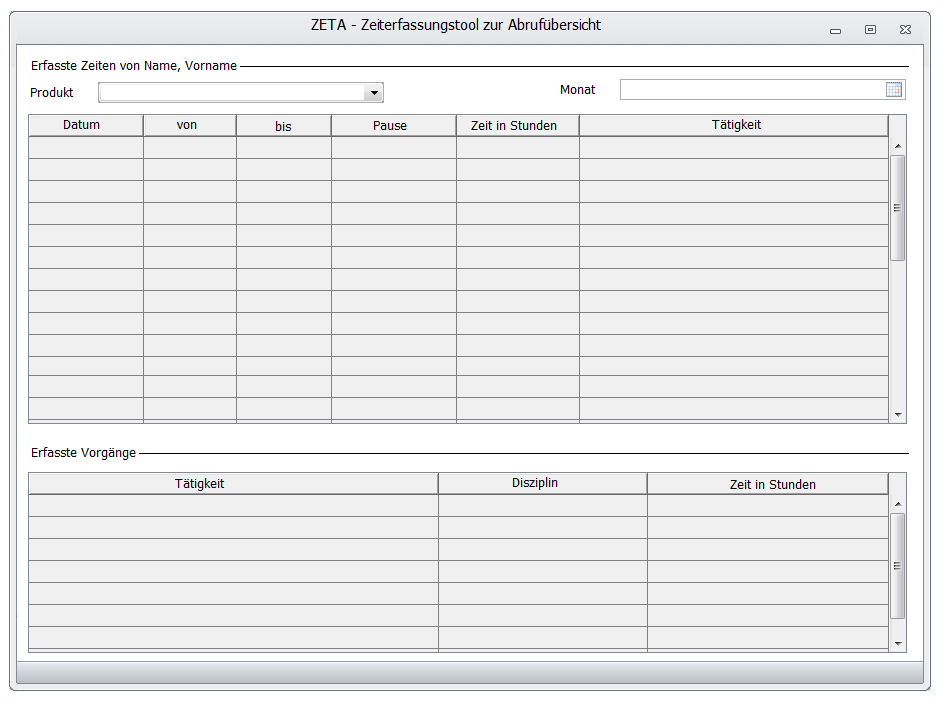 ZETA - Zeiterfassungstool zur Abrufübersicht
Erfasste Zeiten von Name, Vorname
Produkt Monat
Datum von bis Pause Zeit in Stunden Tätigkeit
Erfasste Vorgänge
Tätigkeit Disziplin Zeit in Stunden